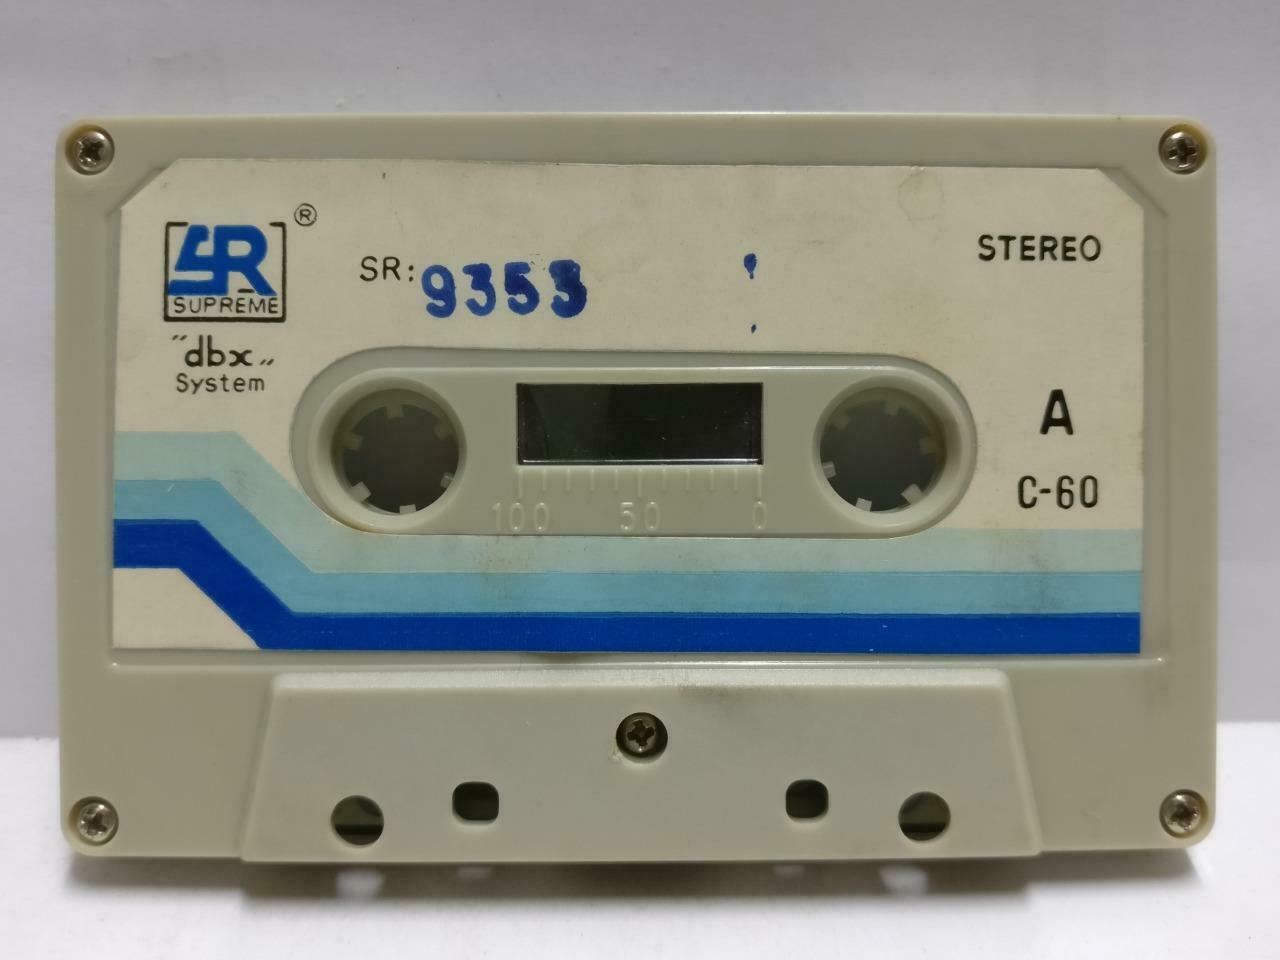 SR ®
SUPREME
"dbx"
System
SR: 9353
STEREO
A
C-60
100 50 0